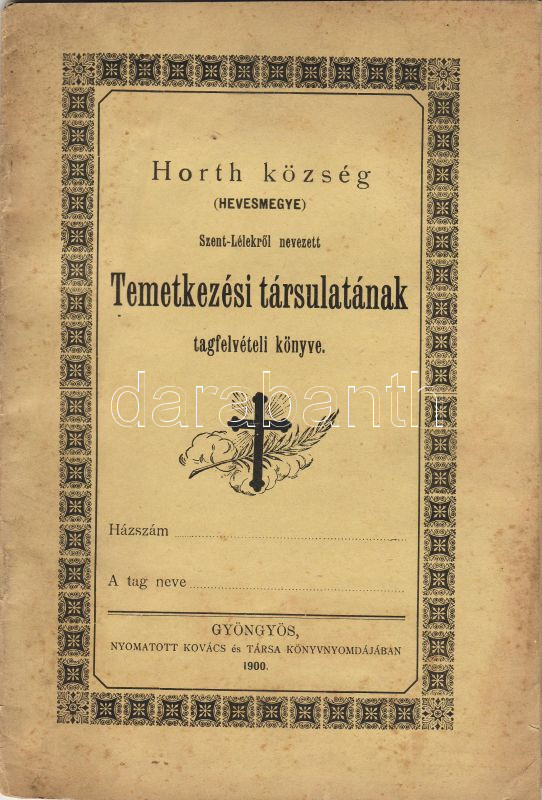 Horth község
(HEVESMEGYE)
Szent-Lélekről nevezett
Temetkezési társulatának
tagfelvételi könyve.
darabanth
Házszám
A tag neve
GYÖNGYÖS,
NYOMATOTT KOVÁCS és TÁRSA KÖNYVNYOMDÁJÁBAN
1900.